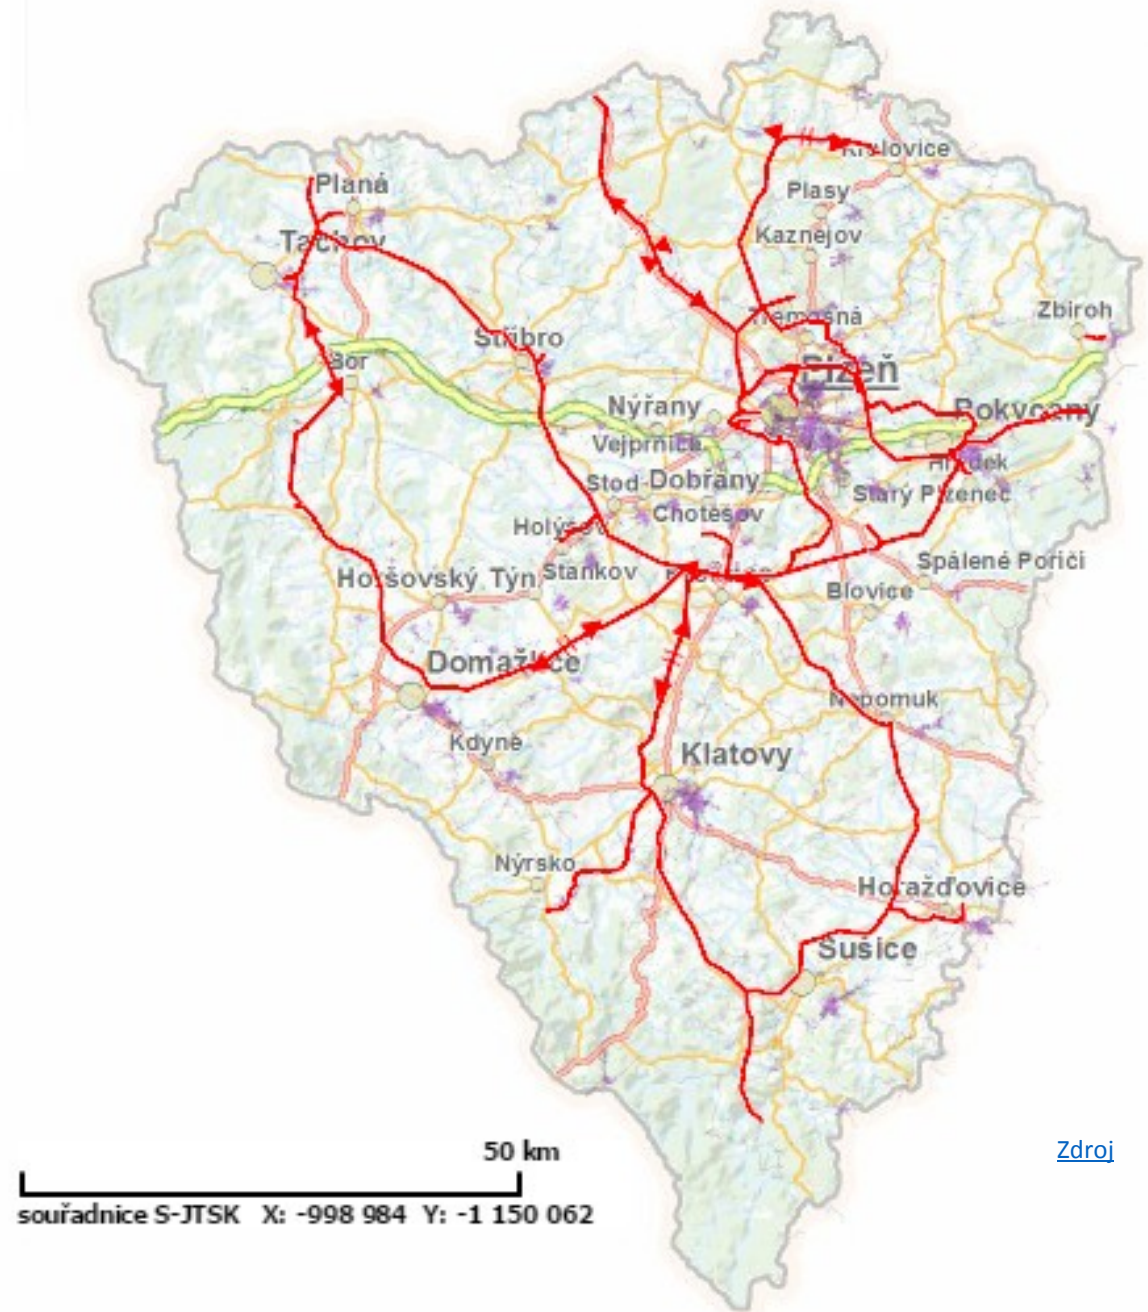 Kralovice
Planá
Plasy
Kaznějov
Tachov
Třemošná
Zbiroh
Stříbro
Bor
Plzeň
Nýřany
Rokycany
Vejprnice
Hrádek
Stod
Dobřany
Starý Plzenec
Chotěšov
Holýšov
Spálené Poříčí
Horšovský Týn
Staňkov
Blovice
Domažlice
Nepomuk
Kdyně
Klatovy
Nýrsko
Horažďovice
Sušice
50 km
Zdroj
souřadnice S-JTSK X: -998 984 Y: -1 150 062